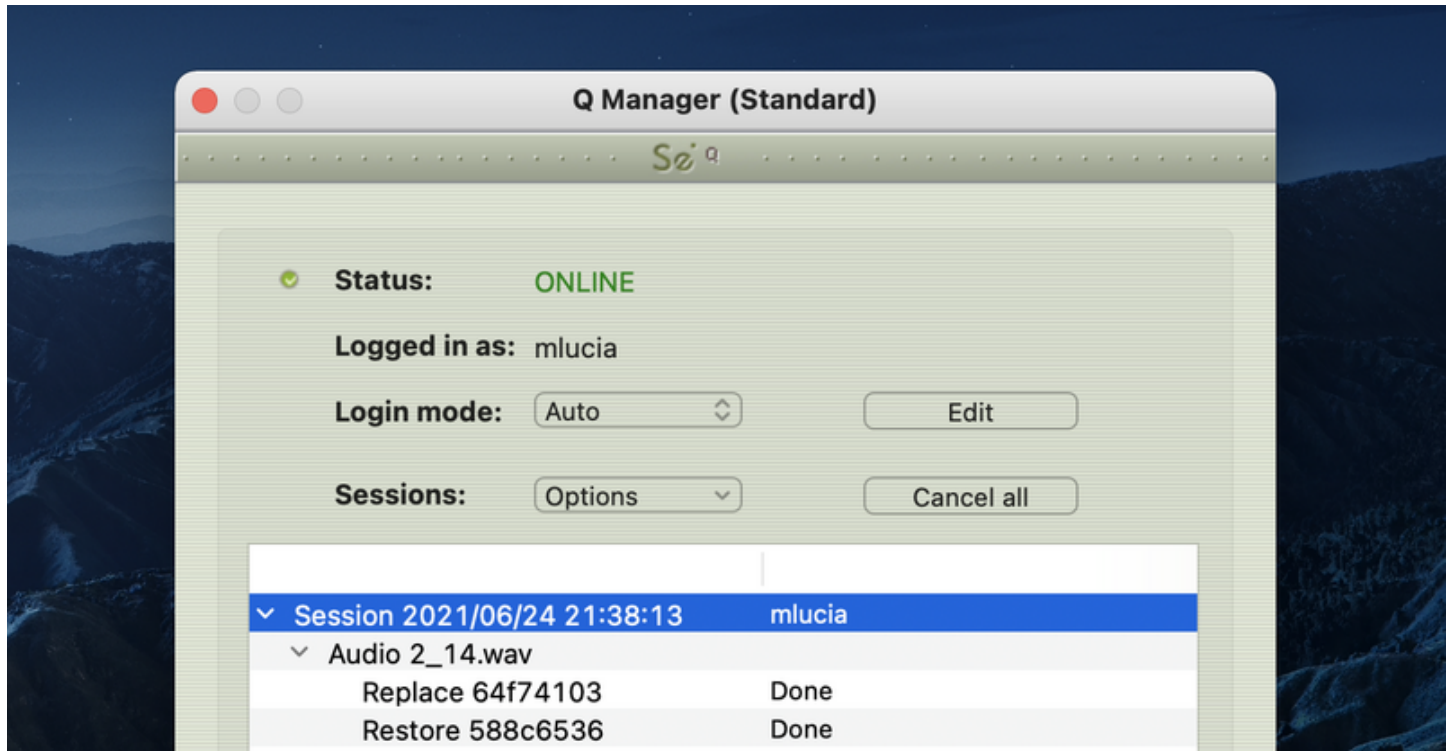 Q Manager (Standard)
Se Q
Status: ONLINE
Logged in as: mlucia
Login mode: Auto Edit
Sessions: Options Cancel all
Session 2021/06/24 21:38:13 mlucia
Audio 2_14.wav
Replace 64f74103 Done
Restore 588c6536 Done